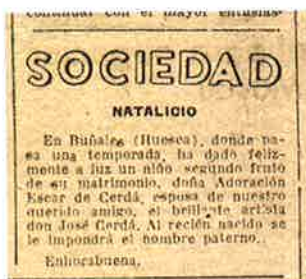 continuar con el mayor entusias-
SOCIEDAD
NATALICIO
En Buñales (Huesca), donde pa-
sa una temporada, ha dado feliz-
mente a luz un niño segundo fruto
de su matrimonio, doña Adoración
Escar de Cerdá, esposa de nuestro
querido amigo, el brillante artista
don José Cerdá. Al recién nacido se
le impondrá el nombre paterno.
Enhorabuena.